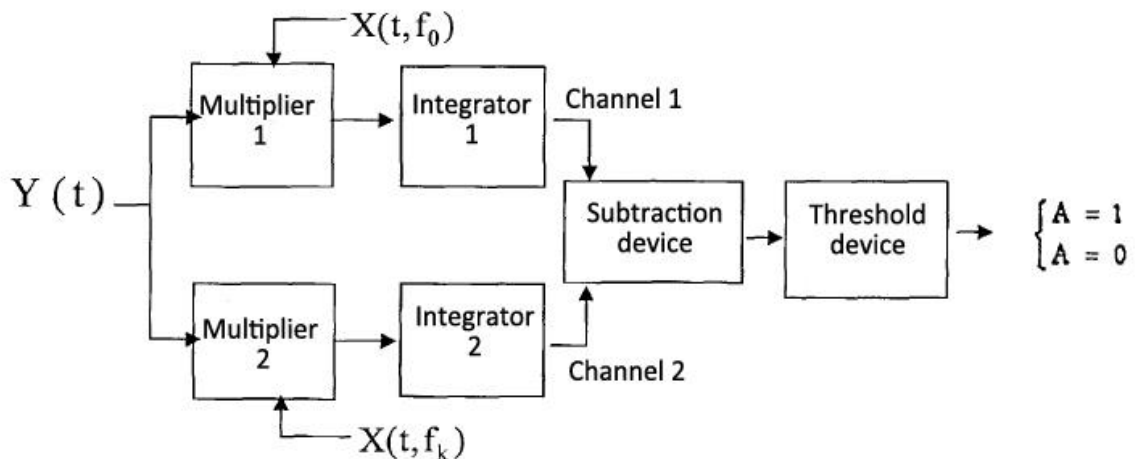 X(t, f₀)
Multiplier
1
Integrator
1
Channel 1
Y (t)
Subtraction
device
Threshold
device
A = 1
A = 0
Multiplier
2
Integrator
2
Channel 2
X(t, fₖ)